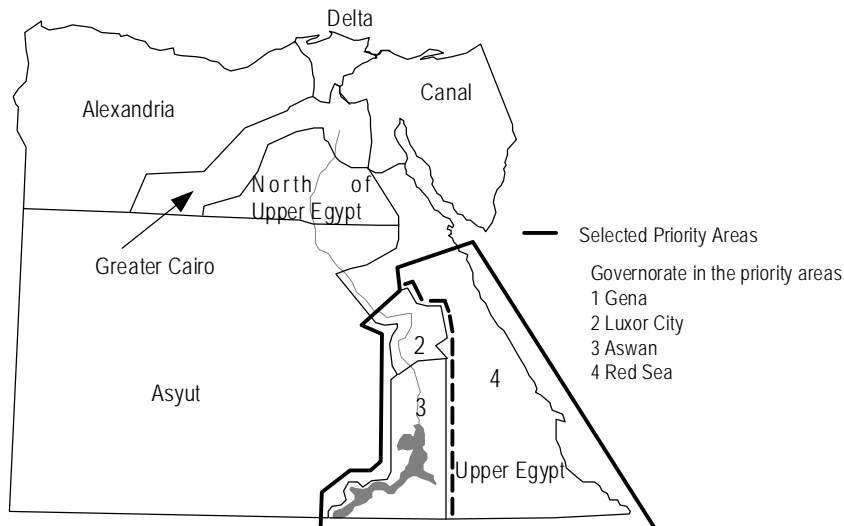 Delta
Alexandria
Canal
North of
Upper Egypt
Greater Cairo
Selected Priority Areas
Governorate in the priority areas
1 Gena
2 Luxor City
3 Aswan
4 Red Sea
2
4
Asyut
3
Upper Egypt